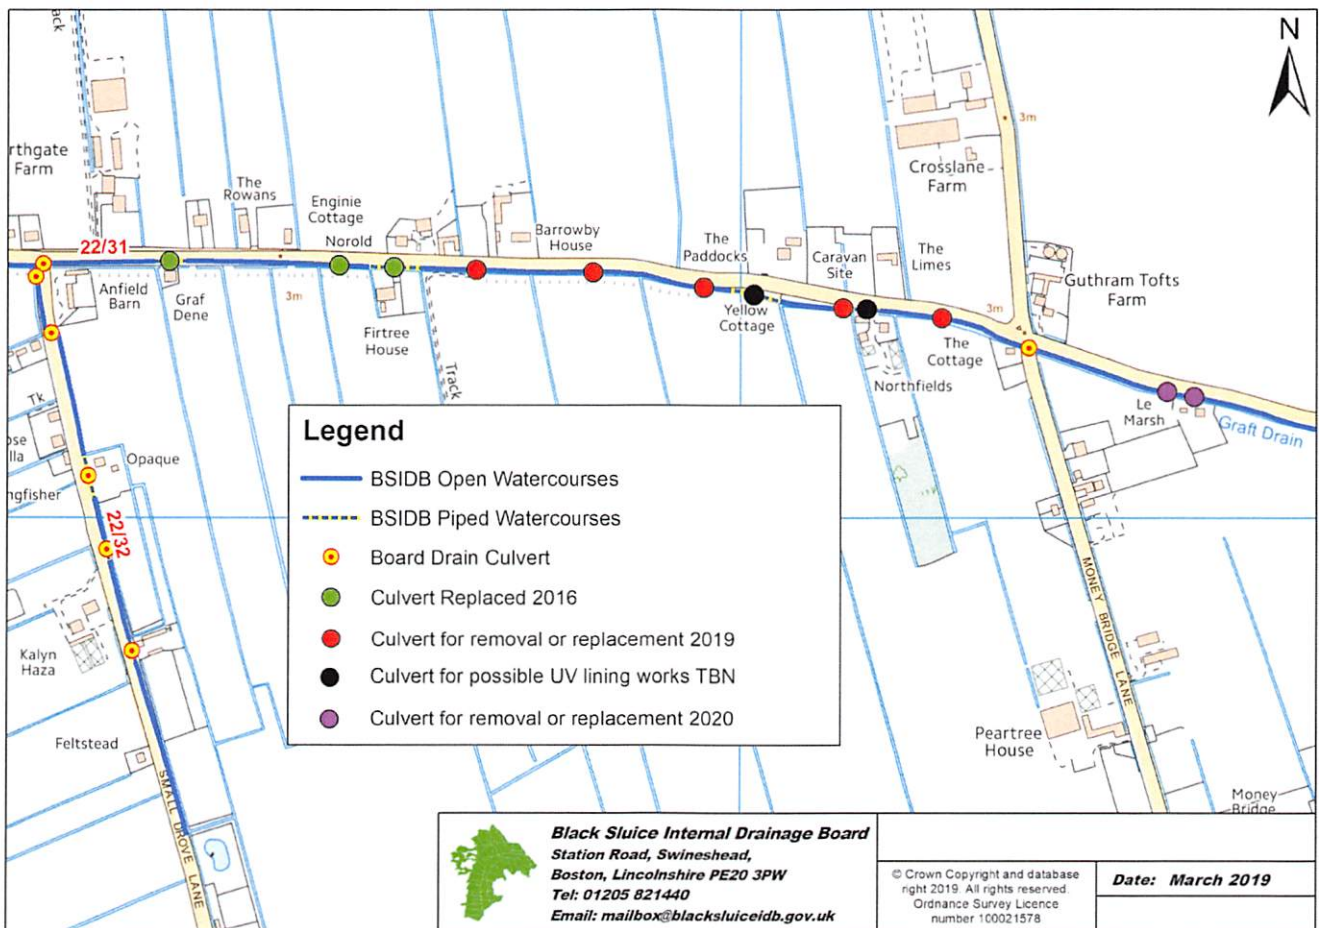 ack
N
rthgate
Farm
22/31
The
Rowans
Enginie
Cottage
Norold
Barrowby
House
The
Paddocks
Caravan
Site
The
Limes
Crosslane
Farm
3m
Guthram Tofts
Farm
Anfield
Barn
Graf
Dene
3m
Firtree
House
Track
Yellow
Cottage
Northfields
The
Cottage
3m
Le
Marsh
Graft Drain
Tk
ose
lla
Opaque
ngfisher
22/32
Kalyn
Haza
Feltstead
SMALL DROVE LANE
MONEY BRIDGE LANE
Peartree
House
Money
Bridge
Legend
BSIDB Open Watercourses
BSIDB Piped Watercourses
Board Drain Culvert
Culvert Replaced 2016
Culvert for removal or replacement 2019
Culvert for possible UV lining works TBN
Culvert for removal or replacement 2020
Black Sluice Internal Drainage Board
Station Road, Swineshead,
Boston, Lincolnshire PE20 3PW
Tel: 01205 821440
Email: mailbox@blacksluiceidb.gov.uk
© Crown Copyright and database
right 2019. All rights reserved.
Ordnance Survey Licence
number 100021578
Date: March 2019